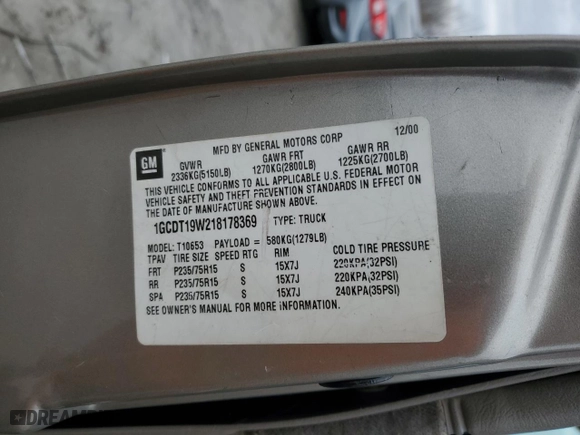 MFD BY GENERAL MOTORS CORP 12/00
GM
GVWR GAWR FRT GAWR RR
2336KG(5150LB) 1270KG(2800LB) 1225KG(2700LB)
THIS VEHICLE CONFORMS TO ALL APPLICABLE U.S. FEDERAL MOTOR
VEHICLE SAFETY AND THEFT PREVENTION STANDARDS IN EFFECT ON
THE DATE OF MANUFACTURE SHOWN ABOVE.
1GCDT19W218178369 TYPE: TRUCK
MODEL: T10653 PAYLOAD = 580KG(1279LB)
TPAV TIRE SIZE SPEED RTG RIM COLD TIRE PRESSURE
FRT P235/75R15 S 15X7J 220KPA(32PSI)
RR P235/75R15 S 15X7J 220KPA(32PSI)
SPA P235/75R15 S 15X7J 240KPA(35PSI)
SEE OWNER'S MANUAL FOR MORE INFORMATION.